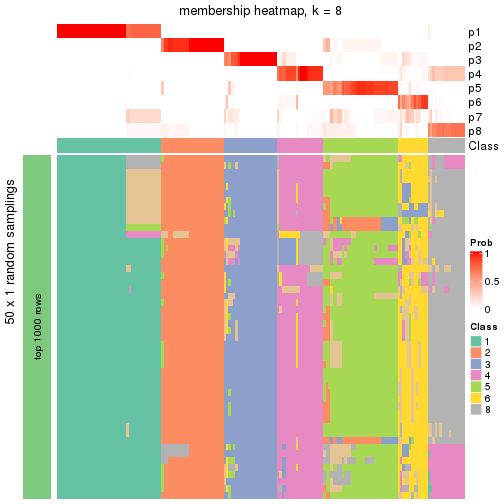 membership heatmap, k = 8
p1
p2
p3
p4
p5
p6
p7
p8
Class
50 x 1 random samplings
top 1000 rows
Prob
1
0.5
0
Class
1
2
3
4
5
6
8